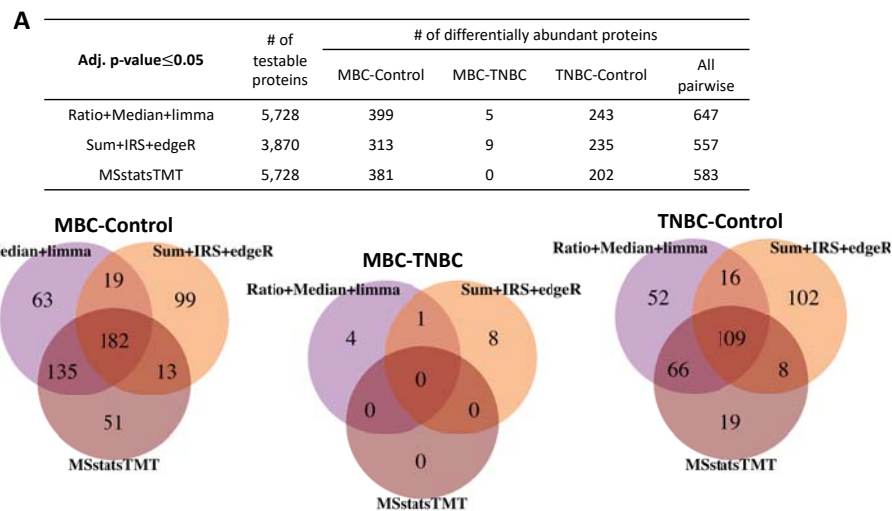 A
Adj. p-value≤0.05
# of testable proteins
# of differentially abundant proteins
MBC-Control MBC-TNBC TNBC-Control All pairwise
Ratio+Median+limma 5,728 399 5 243 647
Sum+IRS+edgeR 3,870 313 9 235 557
MSstatsTMT 5,728 381 0 202 583
MBC-Control
edian+limma Sum+IRS+edgeR
63 19 99
182
135 13
51
MSstatsTMT
MBC-TNBC
Ratio+Median+limma Sum+IRS+edgeR
4 1 8
0
0 0
0
MSstatsTMT
TNBC-Control
Ratio+Median+limma Sum+IRS+edgeR
52 16 102
109
66 8
19
MSstatsTMT